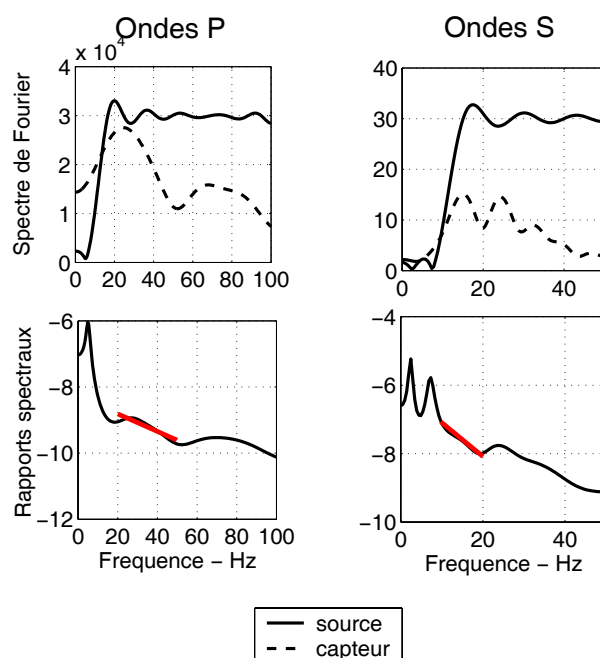 Ondes P
Ondes S
x 10^4
4
3
2
1
0
0 20 40 60 80 100
Spectre de Fourier
40
30
20
10
0
0 20 40
−6
−8
−10
−12
0 20 40 60 80 100
Rapports spectraux
Frequence − Hz
−4
−6
−8
−10
0 20 40
Frequence − Hz
source
capteur